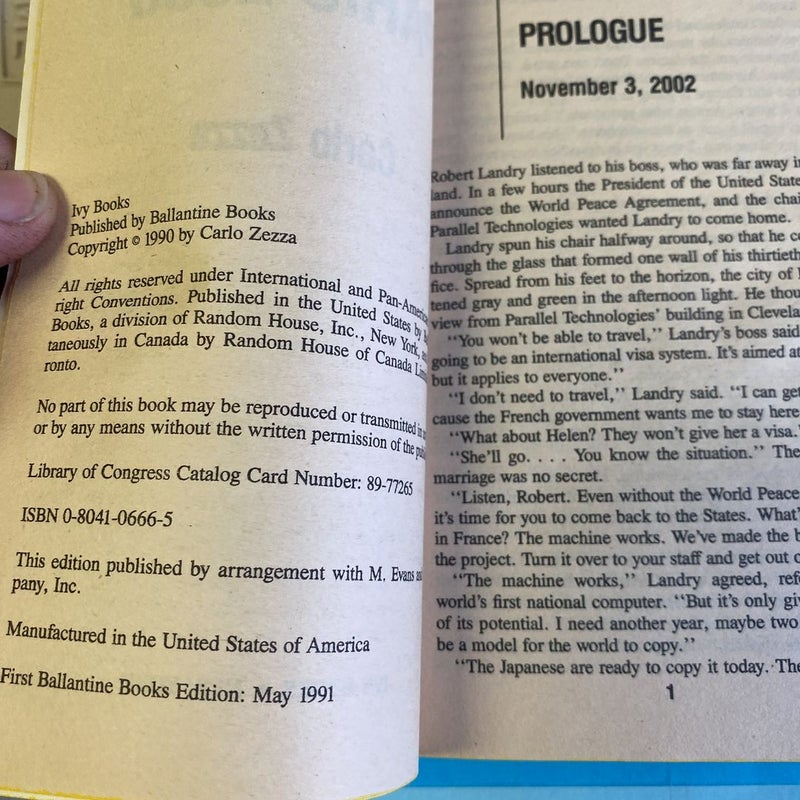 Ivy Books
Published by Ballantine Books
Copyright © 1990 by Carlo Zezza
All rights reserved under International and Pan-Ameri
right Conventions. Published in the United States by
Books, a division of Random House, Inc., New York,
taneously in Canada by Random House of Canada
ronto.
No part of this book may be reproduced or transmitted
or by any means without the written permission of the
Library of Congress Catalog Card Number: 89-77265
ISBN 0-8041-0666-5
This edition published by arrangement with M. Evans
pany, Inc.
Manufactured in the United States of America
First Ballantine Books Edition: May 1991
PROLOGUE
November 3, 2002
Robert Landry listened to his boss, who was far away
land. In a few hours the President of the United State
announce the World Peace Agreement, and the chai
Parallel Technologies wanted Landry to come home.
Landry spun his chair halfway around, so that he
through the glass that formed one wall of his thirtieth
fice. Spread from his feet to the horizon, the city of
tened gray and green in the afternoon light. He thou
view from Parallel Technologies’ building in Clevela
“You won’t be able to travel,” Landry’s boss said
going to be an international visa system. It’s aimed at
but it applies to everyone.”
“I don’t need to travel,” Landry said. “I can get
cause the French government wants me to stay here
“What about Helen? They won’t give her a visa.
“She’ll go. . . . You know the situation.” The
marriage was no secret.
“Listen, Robert. Even without the World Peace
it’s time for you to come back to the States. What’
in France? The machine works. We’ve made the
the project. Turn it over to your staff and get out
“The machine works,” Landry agreed, refe
world’s first national computer. “But it’s only gi
of its potential. I need another year, maybe two
be a model for the world to copy.”
“The Japanese are ready to copy it today. The
1